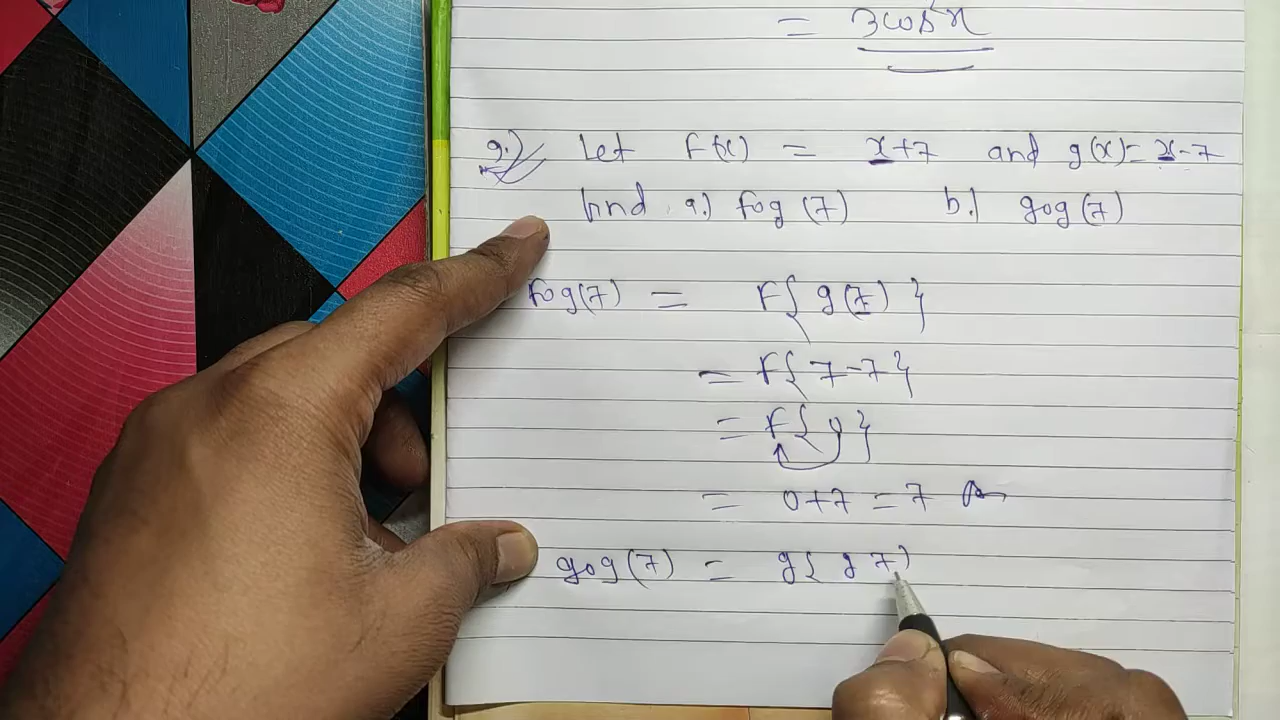 = 3cos²x
9.) Let f(x) = x+7 and g(x)= x-7
find a.) fog(7) b.) gog(7)
fog(7) = f{ g(7) }
= f{ 7-7 }
= f{ 0 }
= 0+7 = 7
gog(7) = g{ g 7)